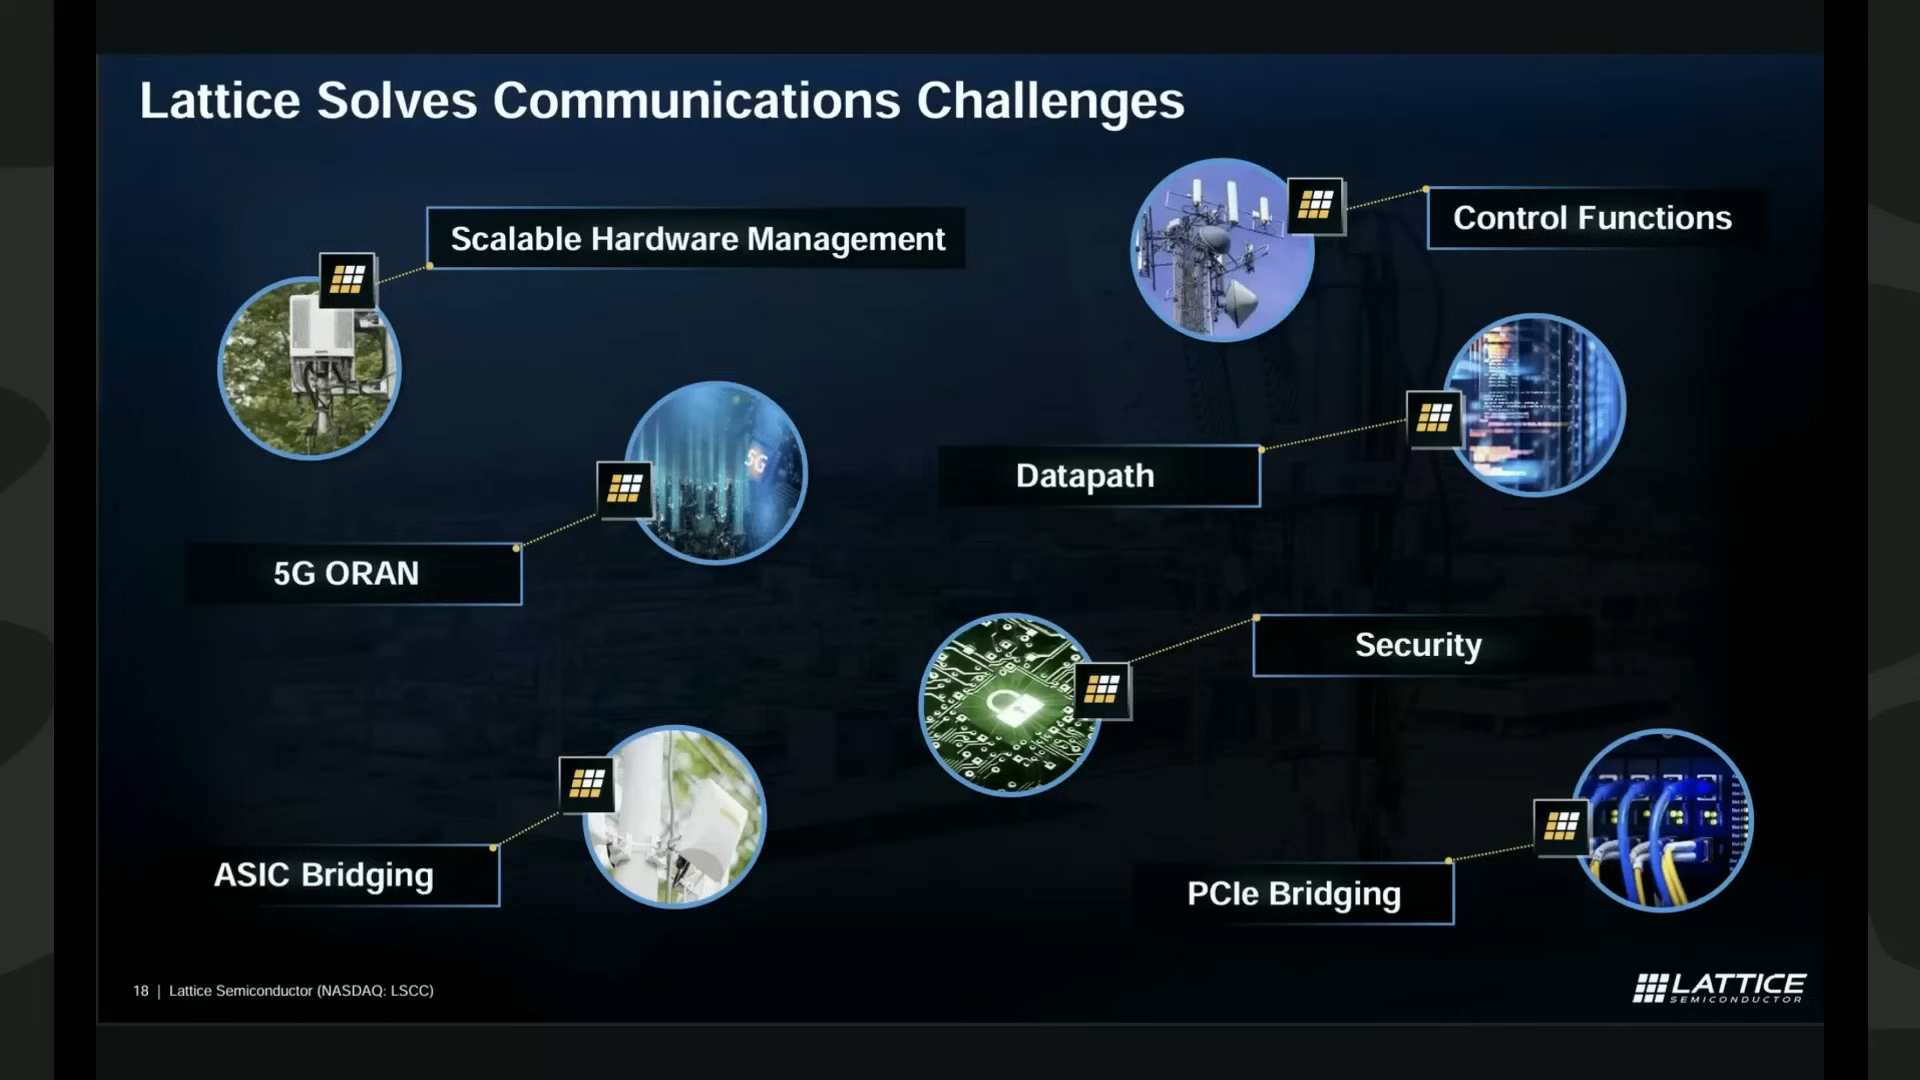 Lattice Solves Communications Challenges
Scalable Hardware Management
Control Functions
5G
Datapath
5G ORAN
Security
ASIC Bridging
PCIe Bridging
18 | Lattice Semiconductor (NASDAQ: LSCC)
LATTICE
SEMICONDUCTOR